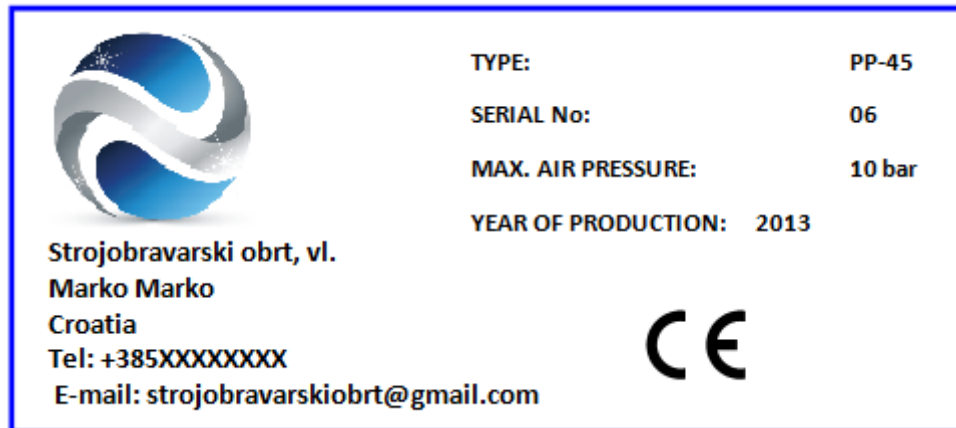 TYPE: PP-45
SERIAL No: 06
MAX. AIR PRESSURE: 10 bar
YEAR OF PRODUCTION: 2013
Strojobravarski obrt, vl.
Marko Marko
Croatia
Tel: +385XXXXXXXX
E-mail: strojobravarskiobrt@gmail.com
CE